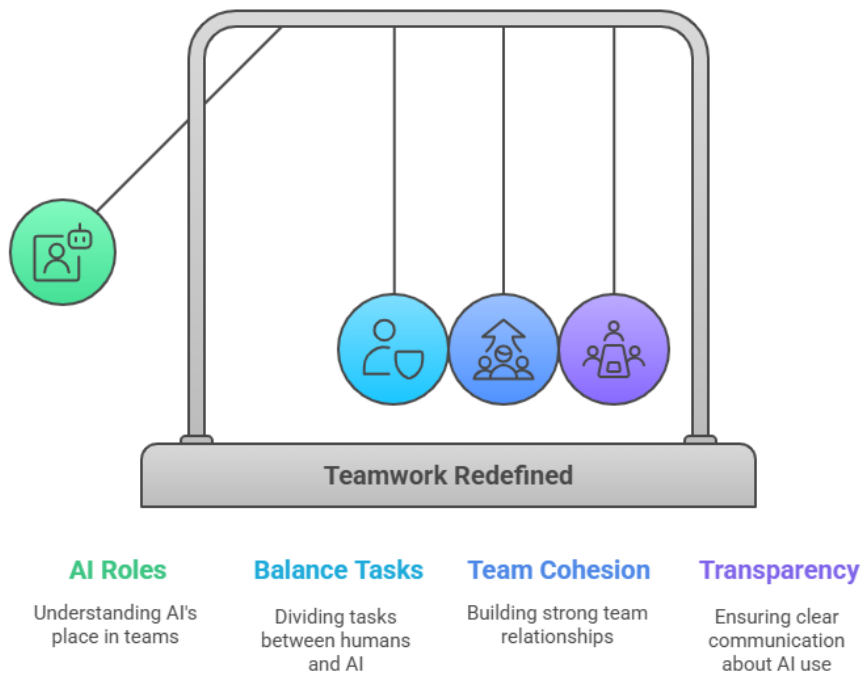 Teamwork Redefined
AI Roles
Understanding AI's
place in teams
Balance Tasks
Dividing tasks
between humans
and AI
Team Cohesion
Building strong team
relationships
Transparency
Ensuring clear
communication
about AI use